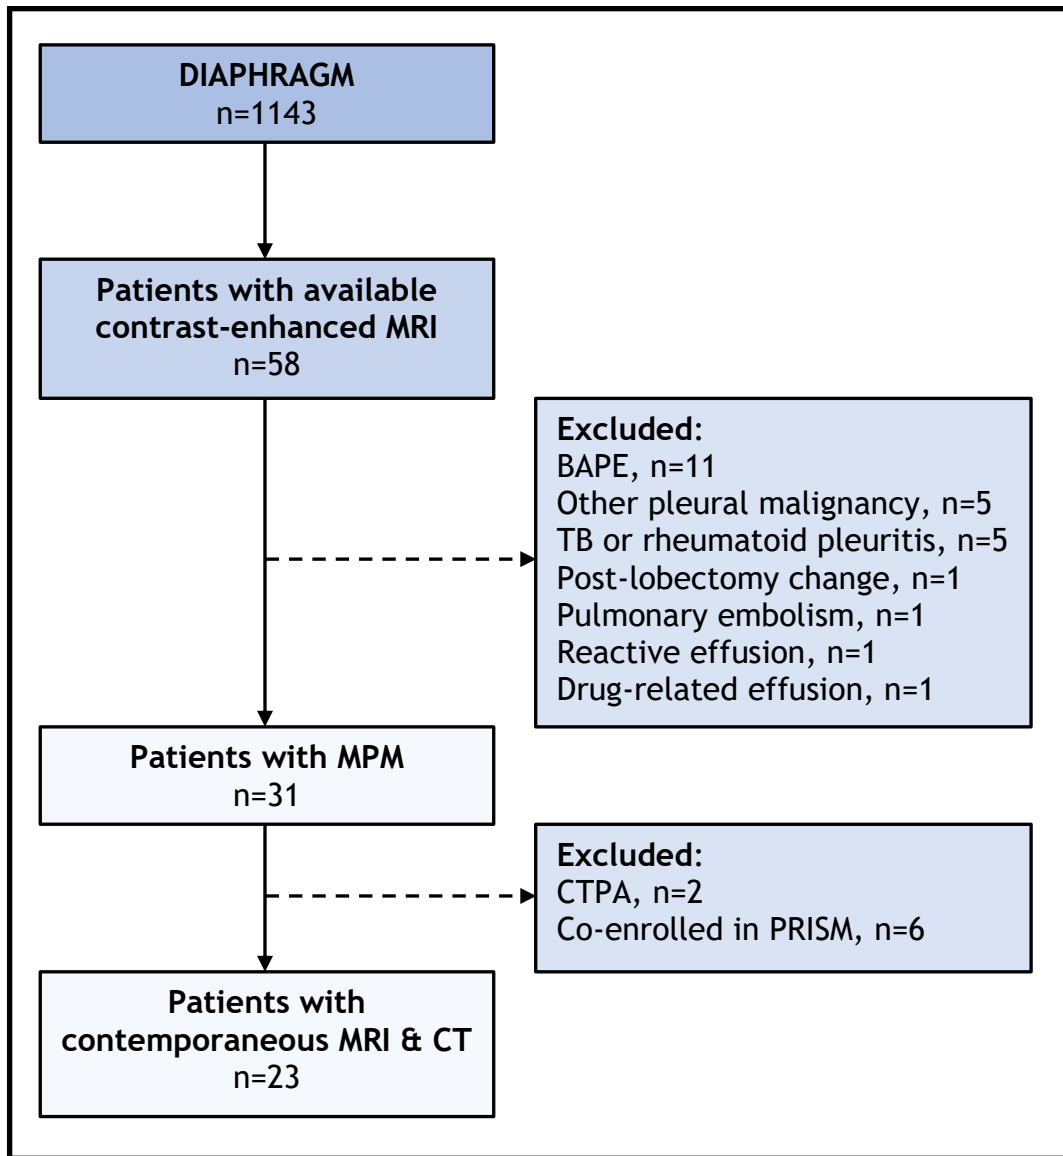 DIAPHRAGM
n=1143
Patients with available
contrast-enhanced MRI
n=58
Excluded:
BAPE, n=11
Other pleural malignancy, n=5
TB or rheumatoid pleuritis, n=5
Post-lobectomy change, n=1
Pulmonary embolism, n=1
Reactive effusion, n=1
Drug-related effusion, n=1
Patients with MPM
n=31
Excluded:
CTPA, n=2
Co-enrolled in PRISM, n=6
Patients with
contemporaneous MRI & CT
n=23